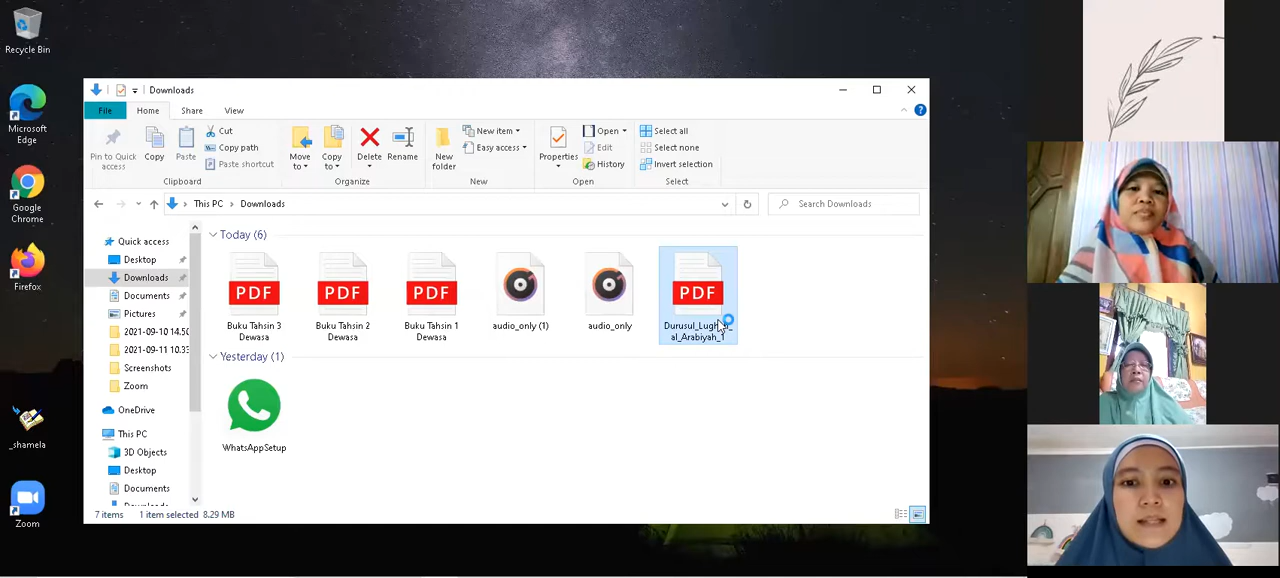 Recycle Bin
Microsoft
Edge
Google
Chrome
Firefox
_shamela
Zoom
Downloads
File
Home
Share
View
Pin to Quick
access
Copy
Paste
Cut
Copy path
Paste shortcut
Clipboard
Move
to
Copy
to
Delete
Rename
Organize
New
folder
New item
Easy access
New
Properties
Open
Edit
History
Open
Select all
Select none
Invert selection
Select
This PC
Downloads
Search Downloads
Quick access
Desktop
Downloads
Documents
Pictures
2021-09-10 14.50
2021-09-11 10.33
Screenshots
Zoom
OneDrive
This PC
3D Objects
Desktop
Documents
Today (6)
PDF
Buku Tahsin 3
Dewasa
PDF
Buku Tahsin 2
Dewasa
PDF
Buku Tahsin 1
Dewasa
audio_only (1)
audio_only
PDF
al_Arabiyah_1
Yesterday (1)
WhatsAppSetup
7 items
1 item selected
8.29 MB